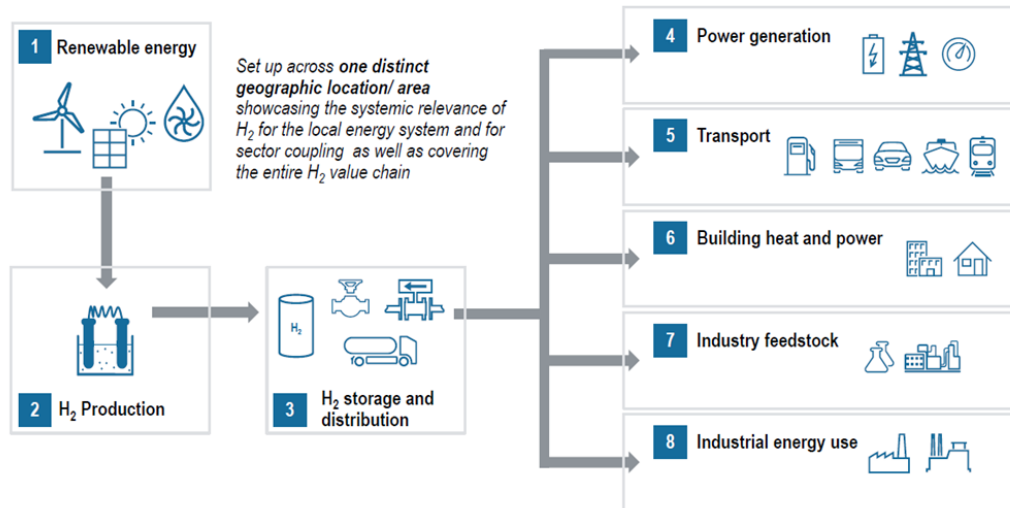 1 Renewable energy
Set up across one distinct
geographic location/ area
showcasing the systemic relevance of
H₂ for the local energy system and for
sector coupling as well as covering
the entire H₂ value chain
2 H₂ Production
H₂
3 H₂ storage and
distribution
4 Power generation
5 Transport
6 Building heat and power
7 Industry feedstock
8 Industrial energy use